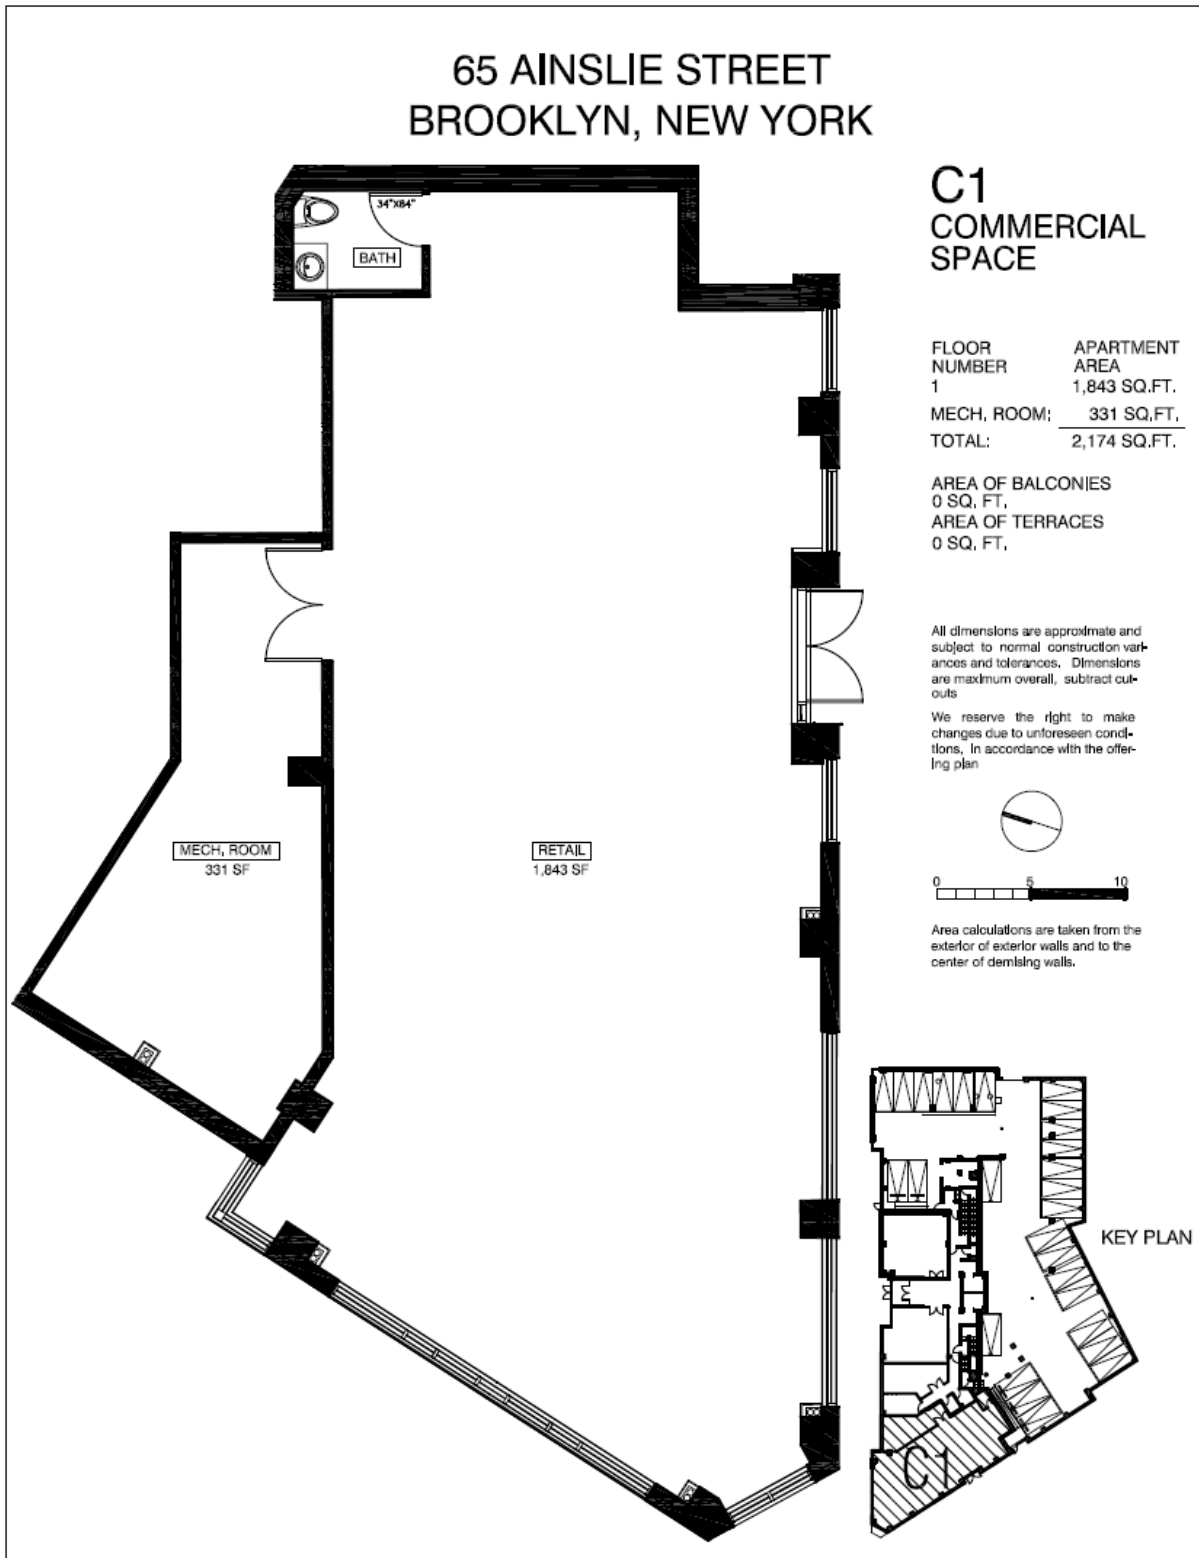 65 AINSLIE STREET
BROOKLYN, NEW YORK
C1
COMMERCIAL
SPACE
34"X84"
BATH
FLOOR NUMBER
APARTMENT AREA
1
1,843 SQ.FT.
MECH. ROOM: 331 SQ.FT.
TOTAL: 2,174 SQ.FT.
AREA OF BALCONIES
0 SQ. FT.
AREA OF TERRACES
0 SQ. FT.
All dimensions are approximate and
subject to normal construction vari-
ances and tolerances. Dimensions
are maximum overall, subtract cut-
outs
We reserve the right to make
changes due to unforeseen condi-
tions, in accordance with the offer-
ing plan
MECH. ROOM
331 SF
RETAIL
1,843 SF
0 5 10
Area calculations are taken from the
exterior of exterior walls and to the
center of demising walls.
KEY PLAN
C1